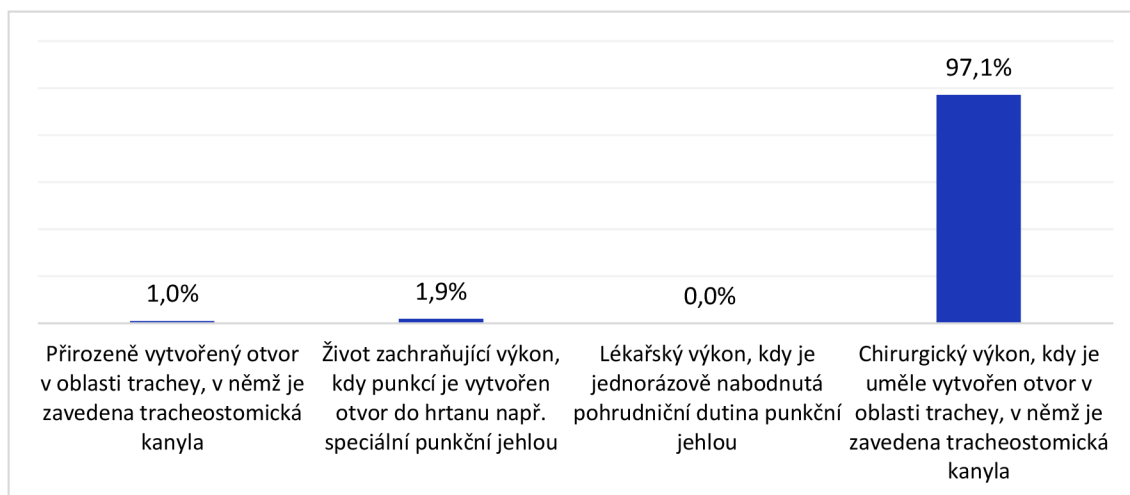 97,1%
1,0%
1,9%
0,0%
Přirozeně vytvořený otvor
v oblasti trachey, v němž je
zavedena tracheostomická
kanyla
Život zachraňující výkon,
kdy punkcí je vytvořen
otvor do hrtanu např.
speciální punkční jehlou
Lékařský výkon, kdy je
jednorázově nabodnutá
pohrudniční dutina punkční
jehlou
Chirurgický výkon, kdy je
uměle vytvořen otvor v
oblasti trachey, v němž je
zavedena tracheostomická
kanyla